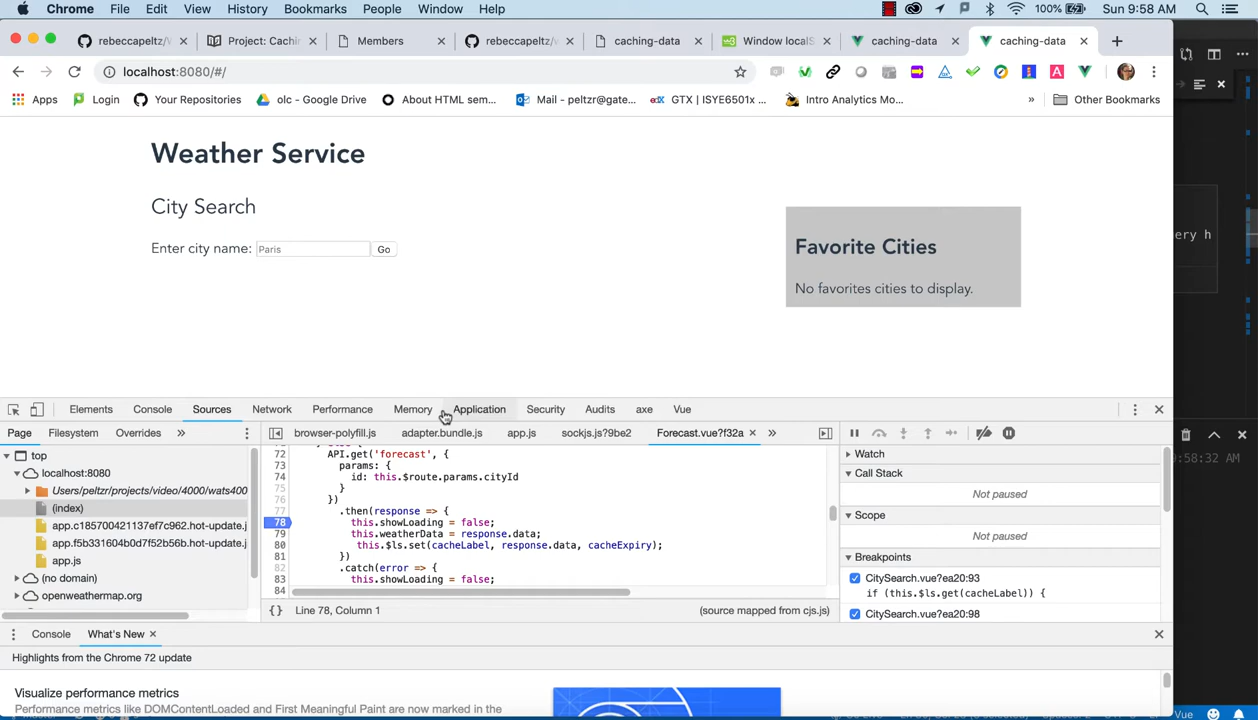 Chrome File Edit View History Bookmarks People Window Help 100% Sun 9:58 AM
rebeccapeltz/w Project: Cachin Members rebeccapeltz/w caching-data Window localS caching-data caching-data
localhost:8080/#/
Apps Login Your Repositories olc - Google Drive About HTML sem... Mail - peltzr@gate... GTX | ISYE6501x ... Intro Analytics Mo... » Other Bookmarks
Weather Service
City Search
Enter city name: Paris Go
Favorite Cities
No favorites cities to display.
ery h
Elements Console Sources Network Performance Memory Application Security Audits axe Vue
Page Filesystem Overrides » browser-polyfill.js adapter.bundle.js app.js sockjs.js?9be2 Forecast.vue?f32a »
top
localhost:8080
Users/peltzr/projects/video/4000/wats400
(index)
app.c185700421137ef7c962.hot-update.j
app.f5b331604b0d7f52b56b.hot-update.j
app.js
(no domain)
openweathermap.org
72 API.get('forecast', {
73 params: {
74 id: this.$route.params.cityId
75 }
76 })
77 .then(response => {
78 this.showLoading = false;
79 this.weatherData = response.data;
80 this.$ls.set(cacheLabel, response.data, cacheExpiry);
81 })
82 .catch(error => {
83 this.showLoading = false;
84
{} Line 78, Column 1 (source mapped from cjs.js)
Watch
Call Stack
Not paused
Scope
Not paused
Breakpoints
CitySearch.vue?ea20:93
if (this.$ls.get(cacheLabel)) {
CitySearch.vue?ea20:98
:58:32 AM
Console What's New
Highlights from the Chrome 72 update
Visualize performance metrics
Performance metrics like DOMContentLoaded and First Meaningful Paint are now marked in the
Vue